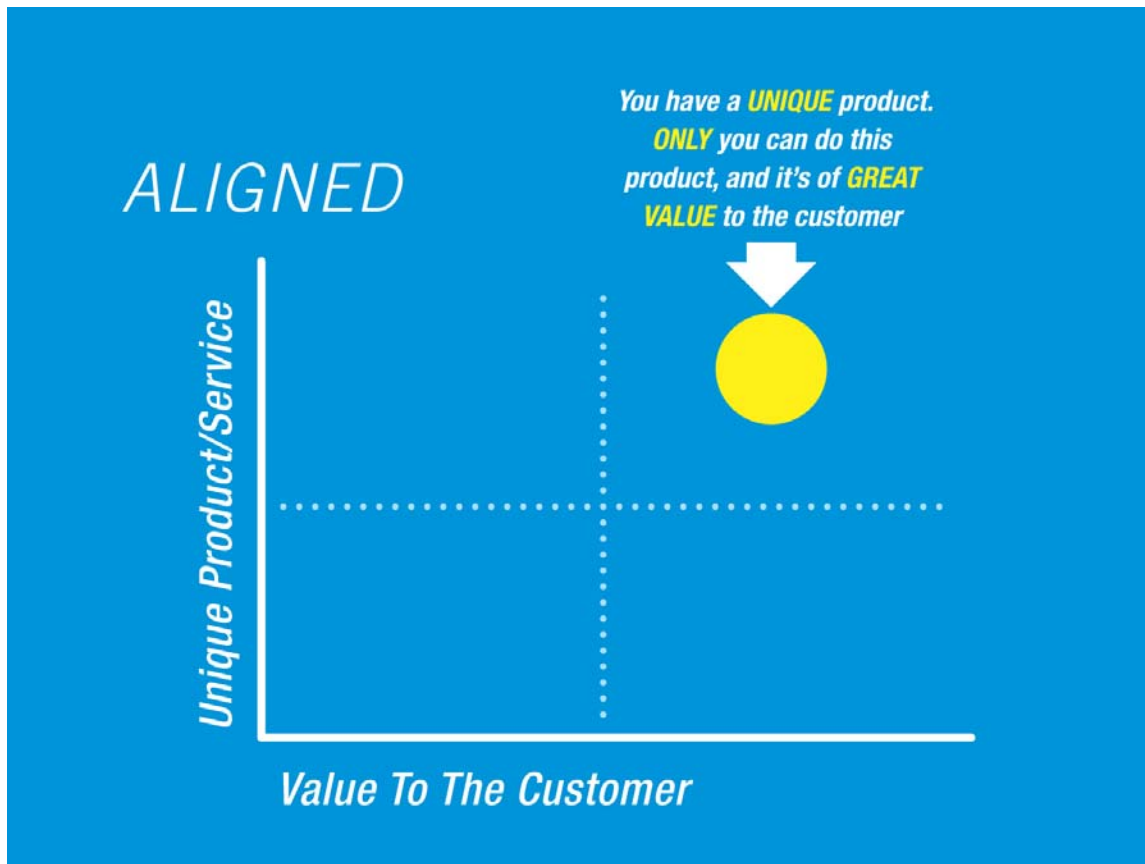 You have a UNIQUE product.
ONLY you can do this
product, and it's of GREAT
VALUE to the customer
ALIGNED
Unique Product/Service
Value To The Customer